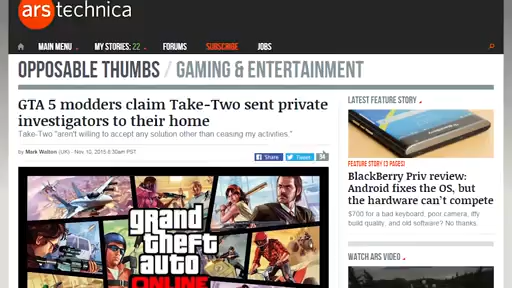 ars technica
MAIN MENU MY STORIES: 22 FORUMS SUBSCRIBE JOBS
OPPOSABLE THUMBS / GAMING & ENTERTAINMENT
GTA 5 modders claim Take-Two sent private
investigators to their home
Take-Two "aren't willing to accept any solution other than ceasing my activities."
by Mark Walton (UK) - Nov 10, 2015 8:30am PST
Share Tweet
grand
theft
auto
ONLINE
LATEST FEATURE STORY
FEATURE STORY (3 PAGES)
BlackBerry Priv review:
Android fixes the OS, but
the hardware can't compete
$700 for a bad keyboard, poor camera, iffy
build quality, and old software? No thanks.
WATCH ARS VIDEO